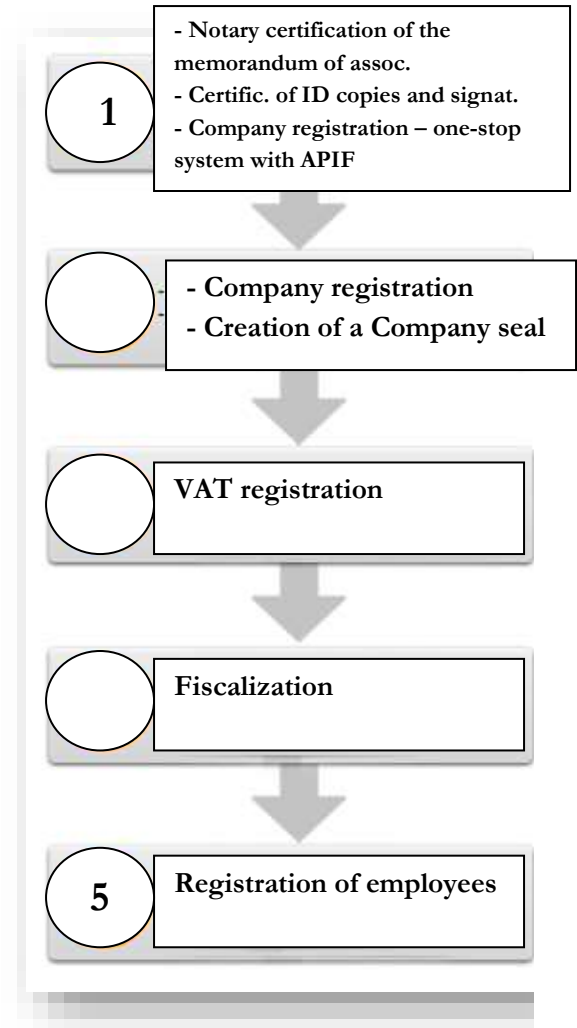 1
- Notary certification of the
memorandum of assoc.
- Certific. of ID copies and signat.
- Company registration – one-stop
system with APIF
- Company registration
- Creation of a Company seal
VAT registration
Fiscalization
5
Registration of employees